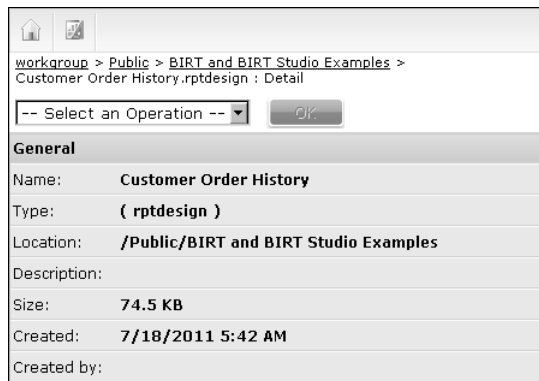 workgroup > Public > BIRT and BIRT Studio Examples >
Customer Order History.rptdesign : Detail
-- Select an Operation -- OK
General
Name: Customer Order History
Type: ( rptdesign )
Location: /Public/BIRT and BIRT Studio Examples
Description:
Size: 74.5 KB
Created: 7/18/2011 5:42 AM
Created by: